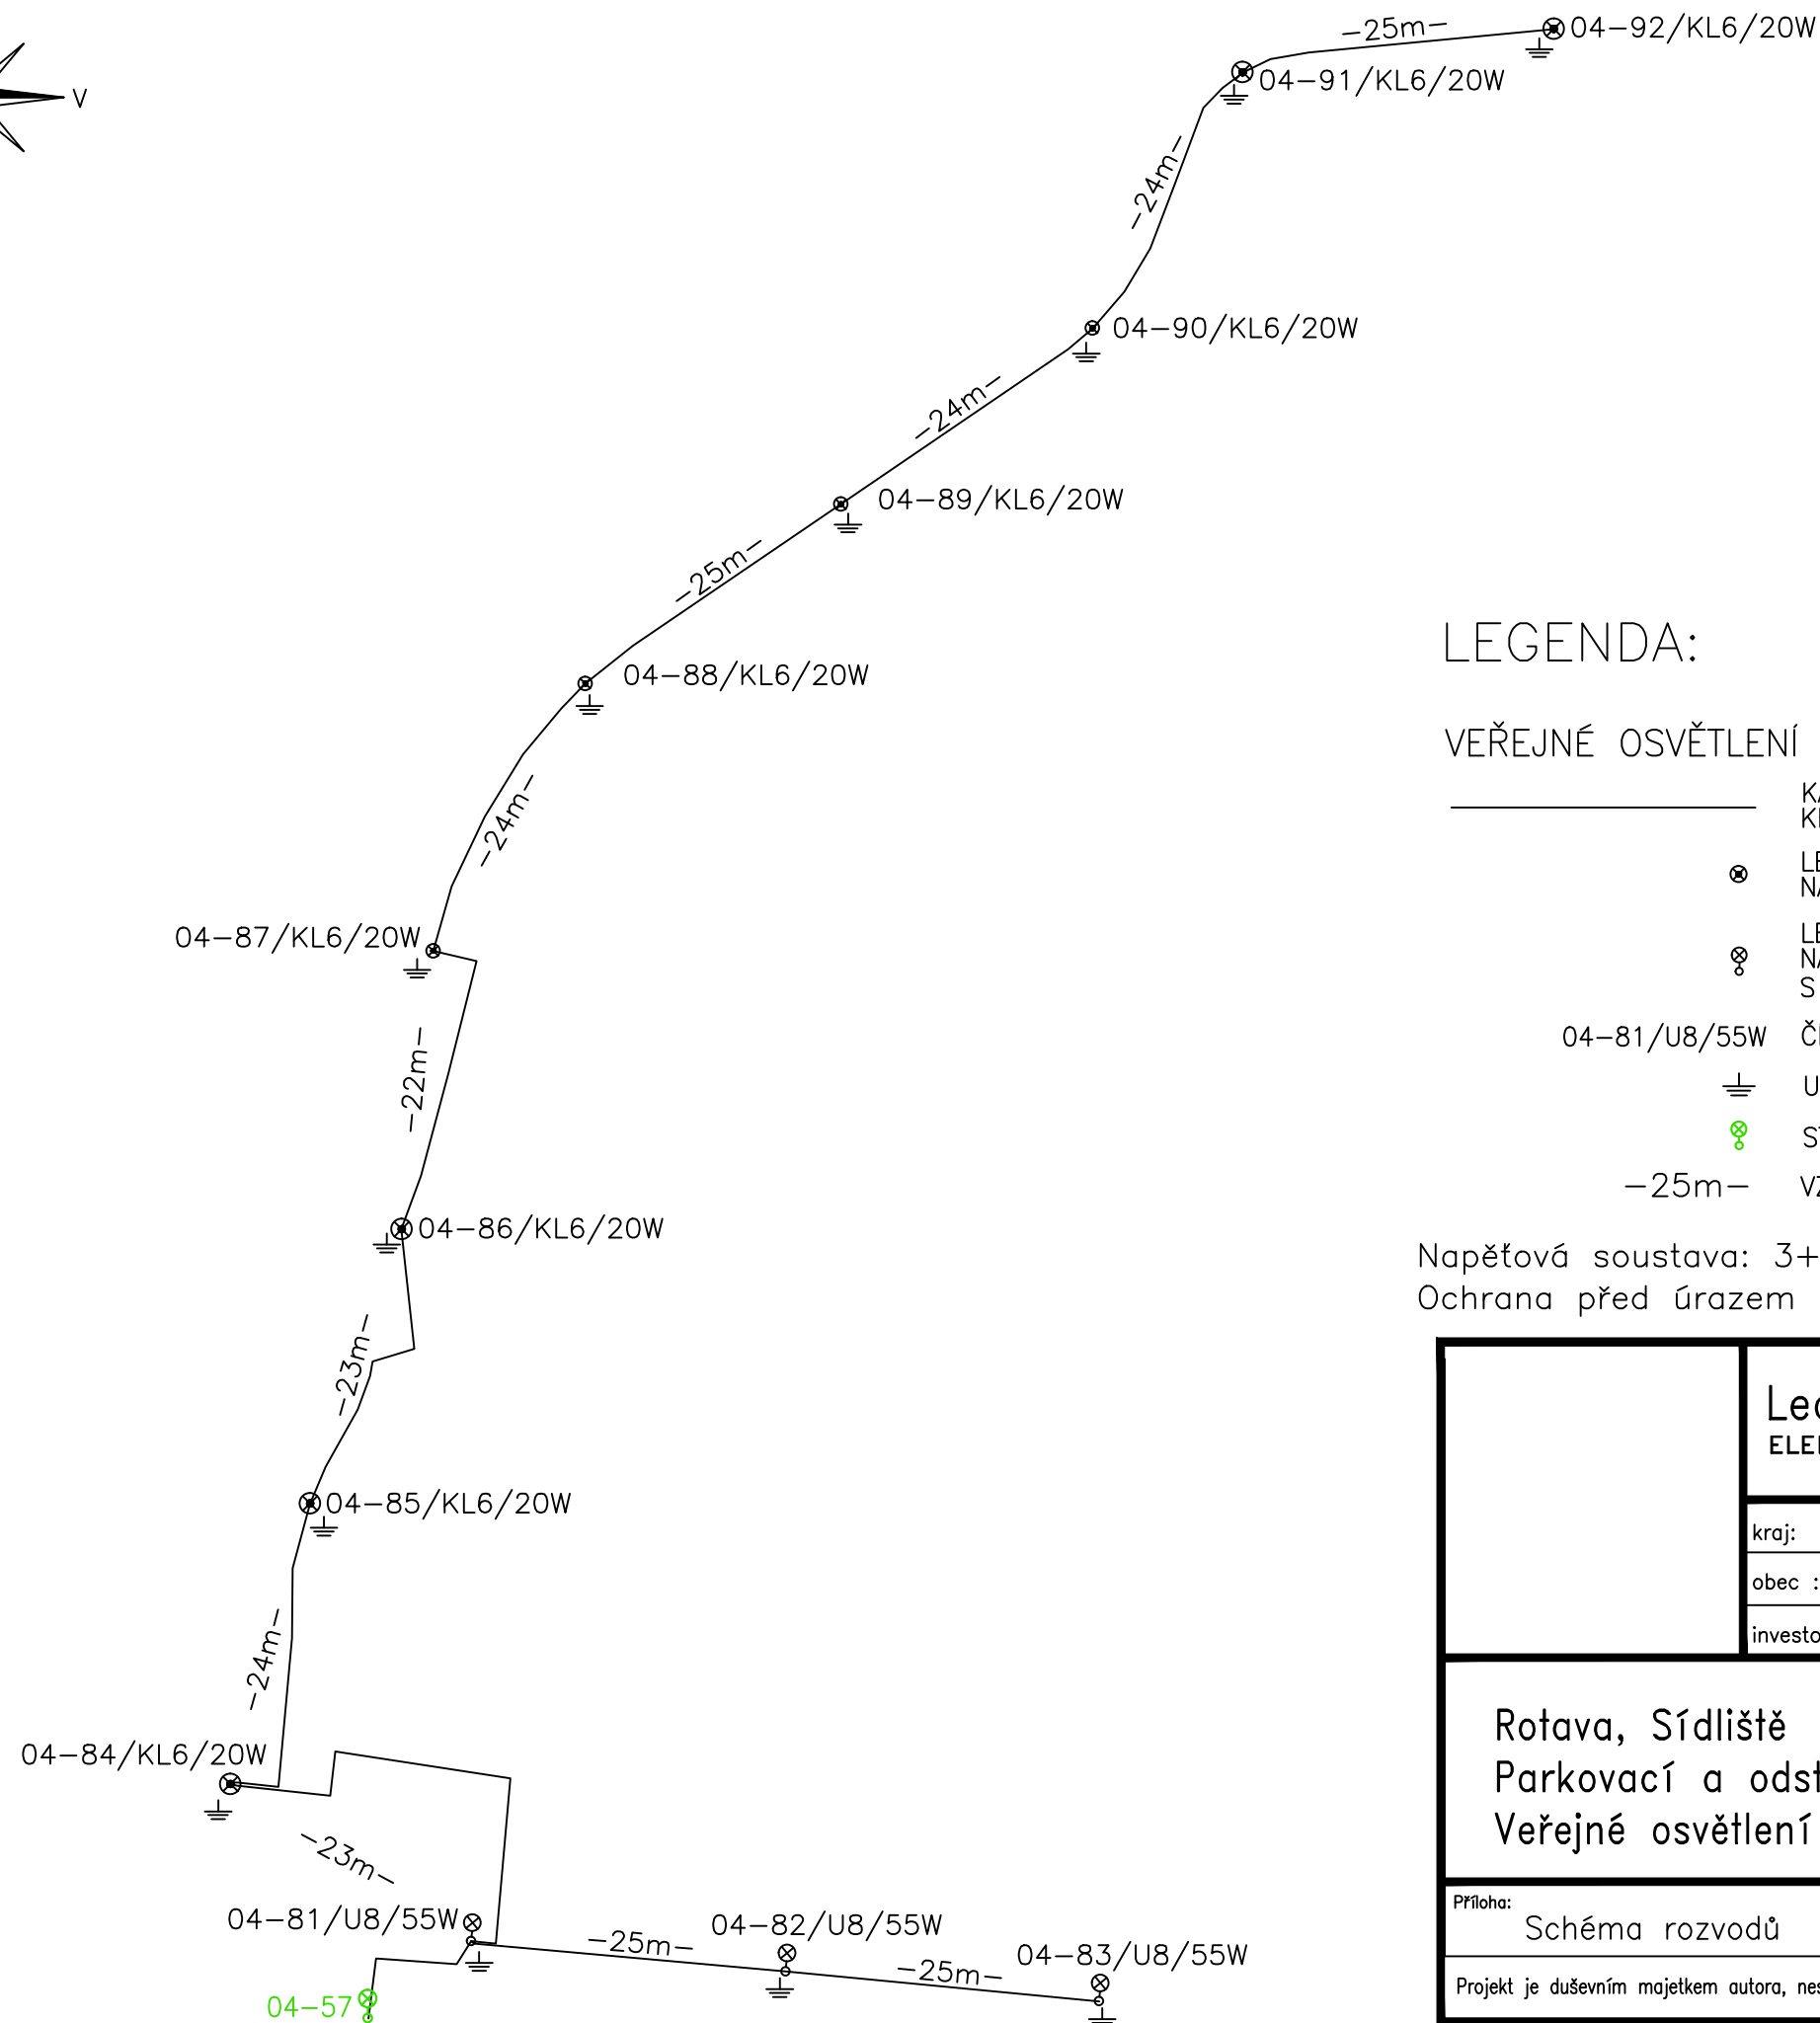 -25m-
04-92/KL6/20W
04-91/KL6/20W
V
-24m-
04-90/KL6/20W
-24m-
04-89/KL6/20W
-25m-
04-88/KL6/20W
-24m-
04-87/KL6/20W
-22m-
04-86/KL6/20W
-23m-
04-85/KL6/20W
-24m-
04-84/KL6/20W
-23m-
04-81/U8/55W
-25m-
04-82/U8/55W
-25m-
04-83/U8/55W
04-57
LEGENDA:
VEŘEJNÉ OSVĚTLENÍ
S
04-81/U8/55W
U
-25m-
Napěťová soustava: 3+
Ochrana před úrazem
kraj:
obec :
Rotava, Sídliště
Parkovací a
Veřejné osvětlení
Příloha:
Schéma rozvodů
Projekt je duševním majetkem autora,